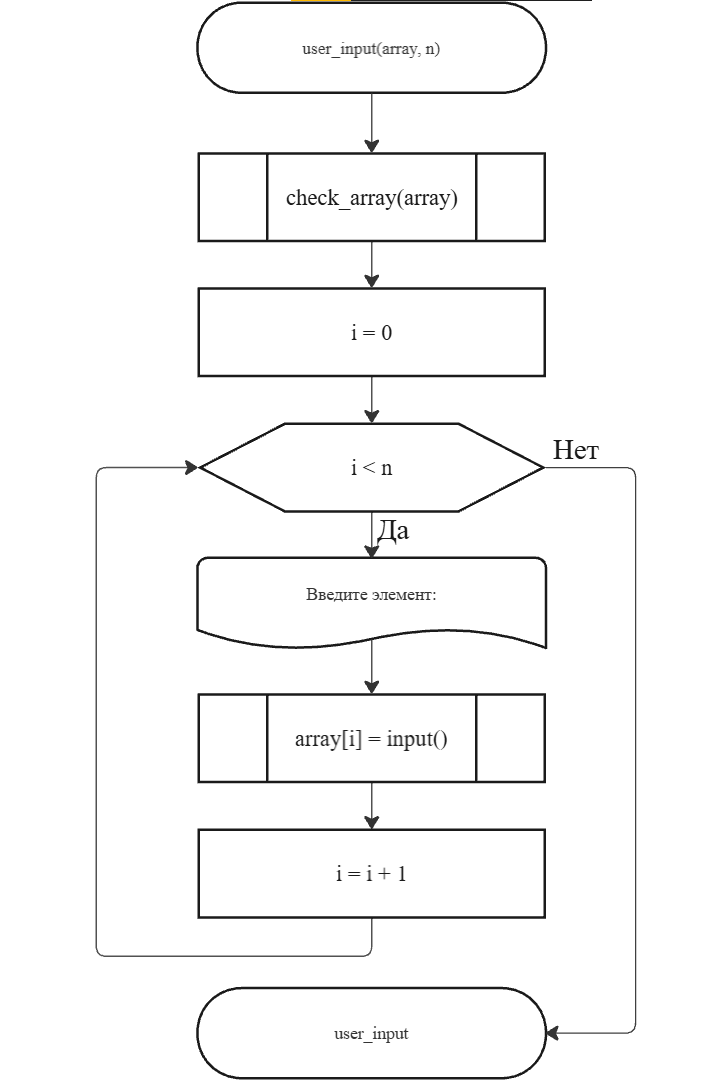 user_input(array, n)
check_array(array)
i = 0
i < n
Нет
Да
Введите элемент:
array[i] = input()
i = i + 1
user_input